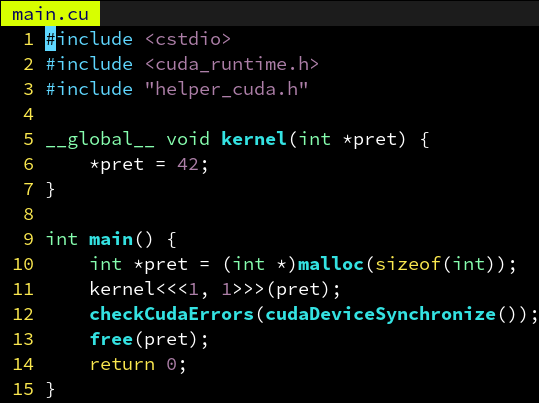 main.cu
1 #include <cstdio>
2 #include <cuda_runtime.h>
3 #include "helper_cuda.h"
4
5 __global__ void kernel(int *pret) {
6     *pret = 42;
7 }
8
9 int main() {
10     int *pret = (int *)malloc(sizeof(int));
11     kernel<<<1, 1>>>(pret);
12     checkCudaErrors(cudaDeviceSynchronize());
13     free(pret);
14     return 0;
15 }